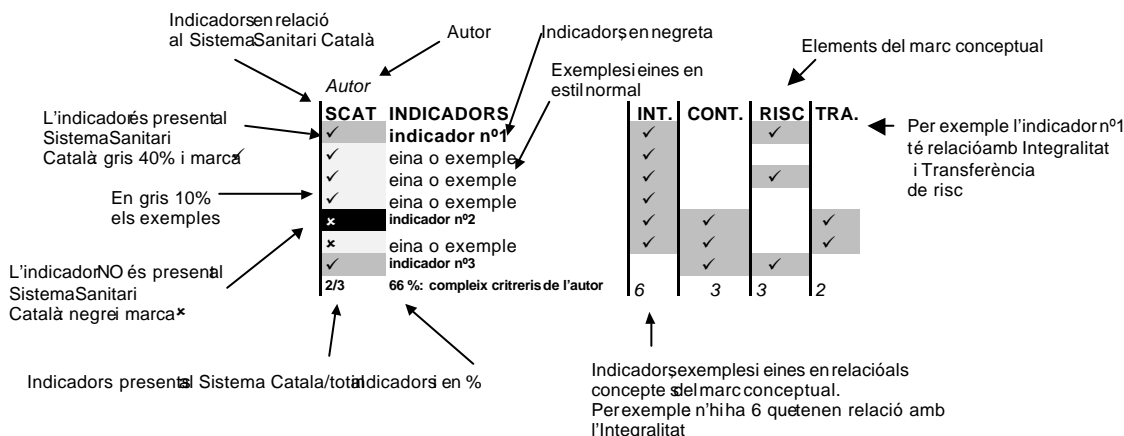 Indicadors en relació
al Sistema Sanitari Català
Autor
Indicadors, en negreta
Elements del marc conceptual
Exemples i eines en
estil normal
Autor
SCAT INDICADORS INT. CONT. RISC TRA.
L'indicador és present al
Sistema Sanitari
Català: gris 40% i marca ✓
✓ indicador nº1 ✓ ✓
✓ eina o exemple ✓
✓ eina o exemple ✓ ✓
✓ eina o exemple ✓
× indicador nº2 ✓ ✓ ✓
× eina o exemple ✓ ✓ ✓
✓ indicador nº3 ✓ ✓
2/3 66 %: compleix critreris de l'autor 6 3 3 2
Per exemple l'indicador nº1
té relació amb Integralitat
i Transferència
de risc
En gris 10%
els exemples
L'indicador NO és present al
Sistema Sanitari
Català: negre i marca ×
Indicadors presents al Sistema Catala/total indicadors i en %
Indicadors, exemples i eines en relació als
conceptes del marc conceptual.
Per exemple n'hi ha 6 que tenen relació amb
l'Integralitat